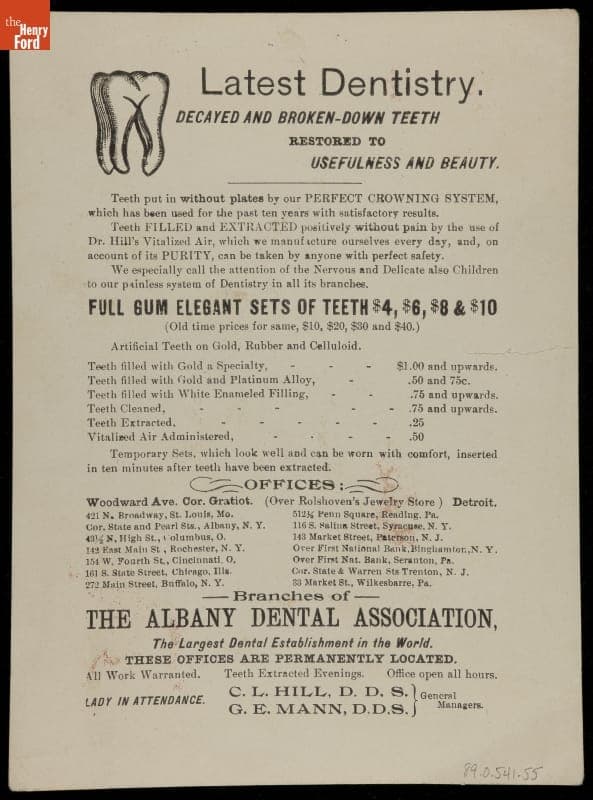 the
Henry
Ford
Latest Dentistry.
DECAYED AND BROKEN-DOWN TEETH
RESTORED TO
USEFULNESS AND BEAUTY.
Teeth put in without plates by our PERFECT CROWNING SYSTEM,
which has been used for the past ten years with satisfactory results.
Teeth FILLED and EXTRACTED positively without pain by the use of
Dr. Hill's Vitalized Air, which we manufacture ourselves every day, and, on
account of its PURITY, can be taken by anyone with perfect safety.
We especially call the attention of the Nervous and Delicate also Children
to our painless system of Dentistry in all its branches.
FULL GUM ELEGANT SETS OF TEETH $4, $6, $8 & $10
(Old time prices for same, $10, $20, $30 and $40.)
Artificial Teeth on Gold, Rubber and Celluloid.
Teeth filled with Gold a Specialty, - - - $1.00 and upwards.
Teeth filled with Gold and Platinum Alloy, - .50 and 75c.
Teeth filled with White Enameled Filling, - - .75 and upwards.
Teeth Cleaned, - - - - - - .75 and upwards.
Teeth Extracted, - - - - - .25
Vitalized Air Administered, - - - - .50
Temporary Sets, which look well and can be worn with comfort, inserted
in ten minutes after teeth have been extracted.
OFFICES:
Woodward Ave. Cor. Gratiot. (Over Rolshoven's Jewelry Store) Detroit.
421 N. Broadway, St. Louis, Mo. 512½ Penn Square, Reading, Pa.
Cor. State and Pearl Sts., Albany, N. Y. 116 S. Salina Street, Syracuse, N. Y.
N. High St., Columbus, O. 143 Market Street, Paterson, N. J.
142 East Main St, Rochester, N. Y. Over First National Bank, Binghamton, N. Y.
154 W. Fourth St., Cincinnati, O. Over First Nat. Bank, Scranton, Pa.
161 S. State Street, Chicago, Ills. Cor. State & Warren Sts Trenton, N. J.
272 Main Street, Buffalo, N. Y. 33 Market St., Wilkesbarre, Pa.
Branches of
THE ALBANY DENTAL ASSOCIATION,
The Largest Dental Establishment in the World.
THESE OFFICES ARE PERMANENTLY LOCATED.
All Work Warranted. Teeth Extracted Evenings. Office open all hours.
LADY IN ATTENDANCE. C. L. HILL, D. D. S. } General
G. E. MANN, D.D.S. } Managers.
89.0.541.55